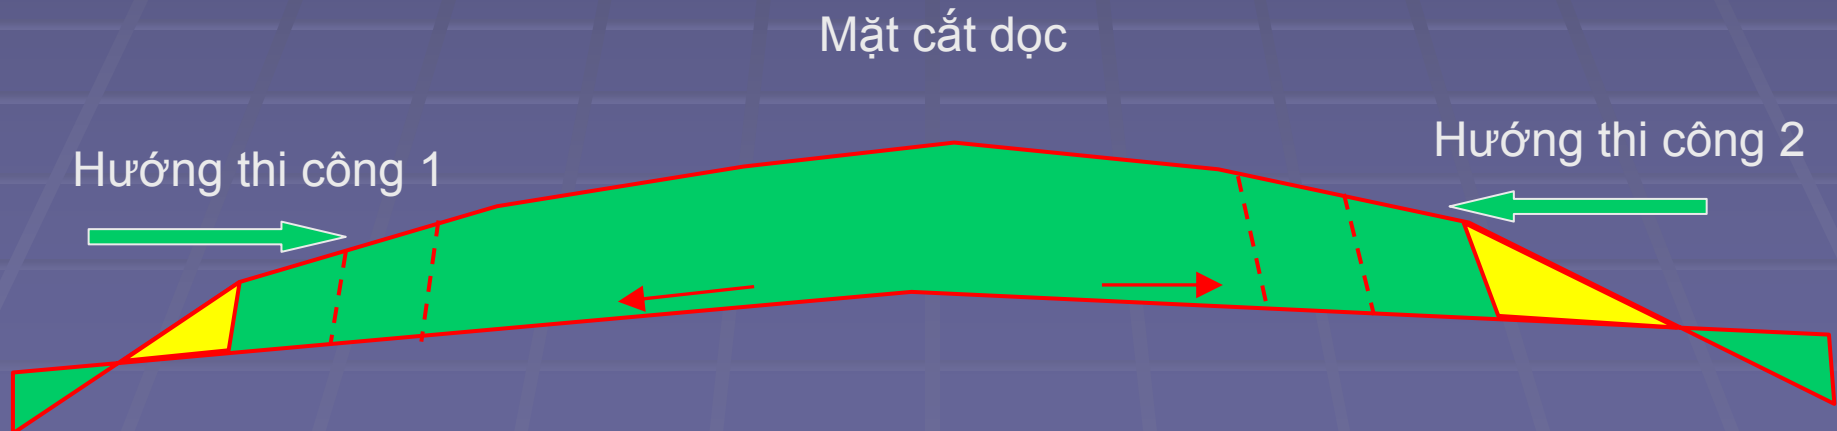 Mặt cắt dọc
Hướng thi công 1
Hướng thi công 2